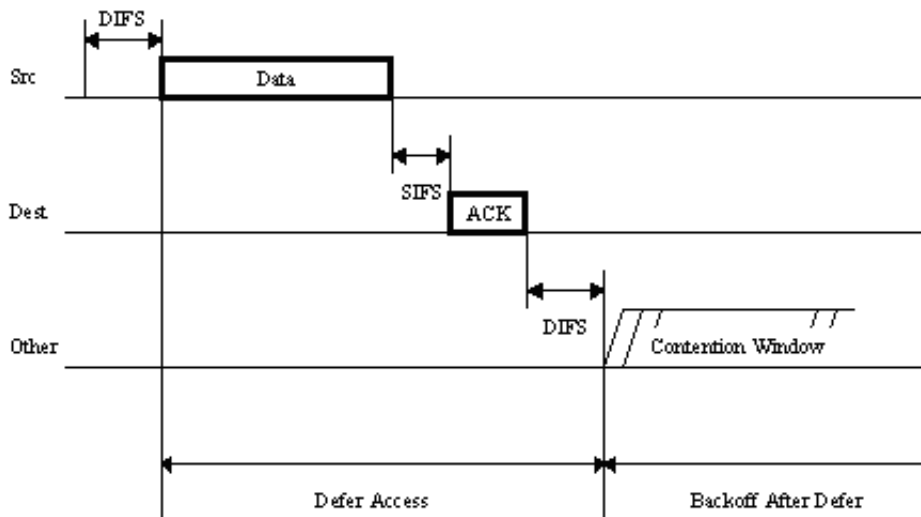 DIFS
Src
Data
SIFS
Dest
ACK
DIFS
Other
Contention Window
Defer Access
Backoff After Defer